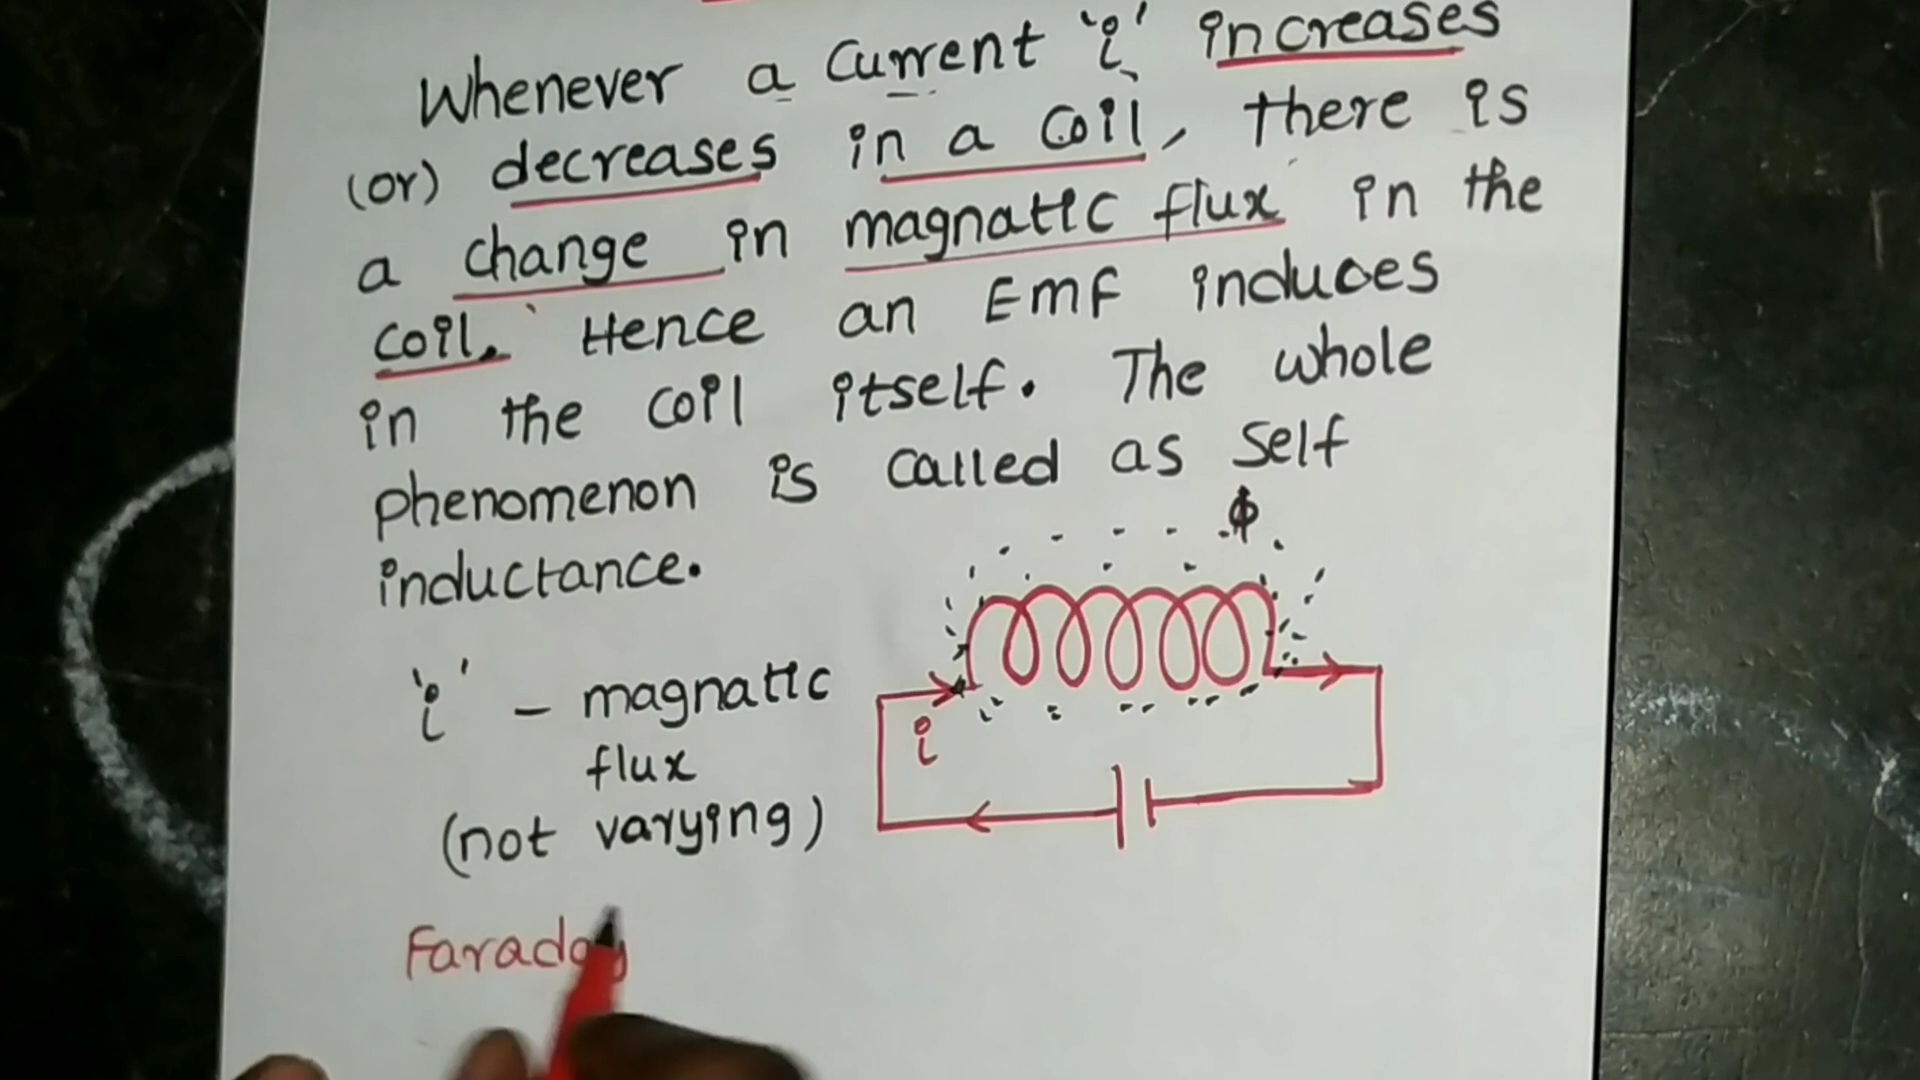 Whenever a current 'i' increases
(or) decreases in a coil, there is
a change in magnatic flux in the
coil. Hence an Emf induces
in the coil itself. The whole
phenomenon is called as Self
inductance.
ϕ
'i' - magnatic
flux
i
(not varying)
Faraday